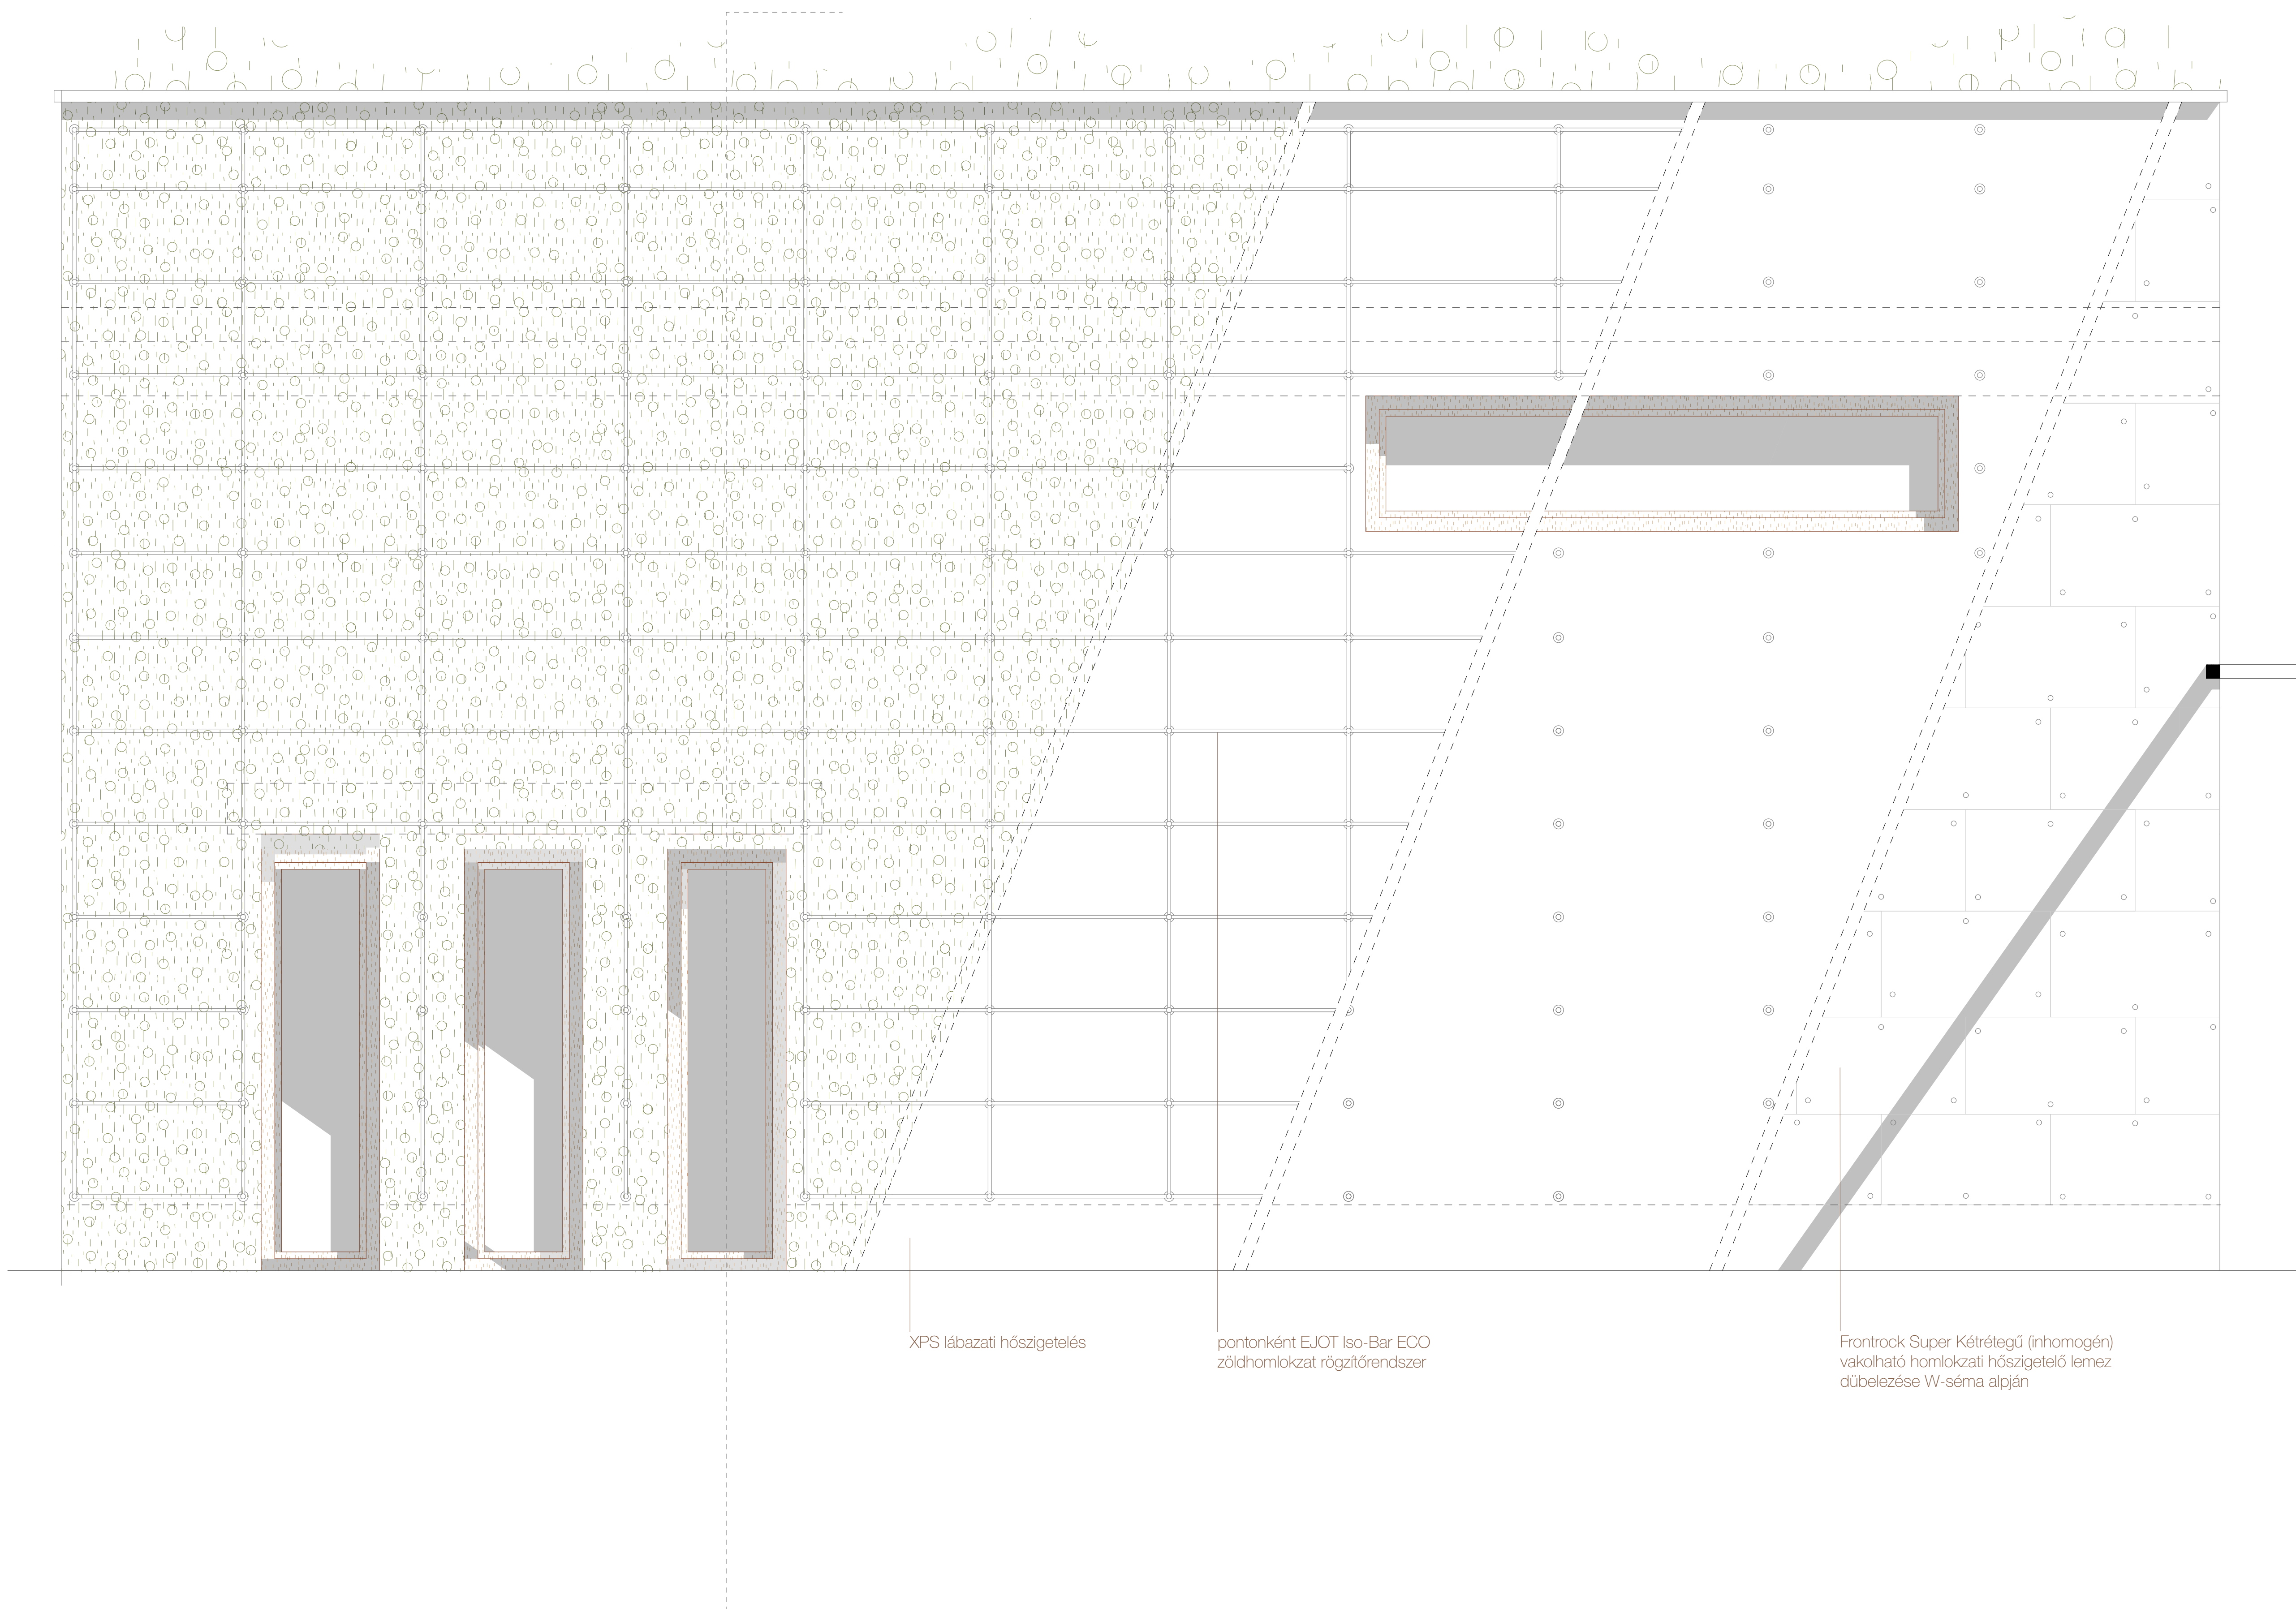 XPS lábazati hőszigetelés
pontonként EJOT Iso-Bar ECO
zöldhomlokzat rögzítőrendszer
Frontrock Super Kétrétegű (inhomogén)
vakolható homlokzati hőszigetelő lemez
dübelezése W-séma alpján